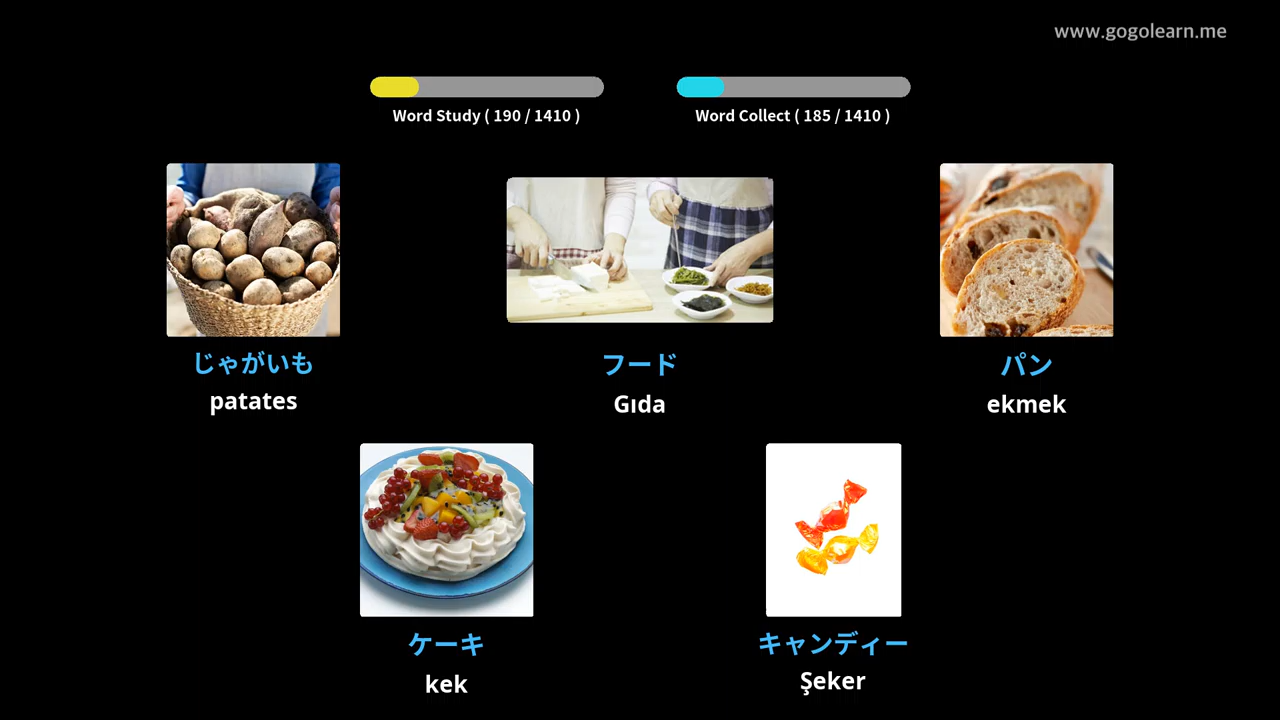 www.gogolearn.me
Word Study ( 190 / 1410 )
Word Collect ( 185 / 1410 )
じゃがいも
patates
フード
Gıda
パン
ekmek
ケーキ
kek
キャンディー
Şeker